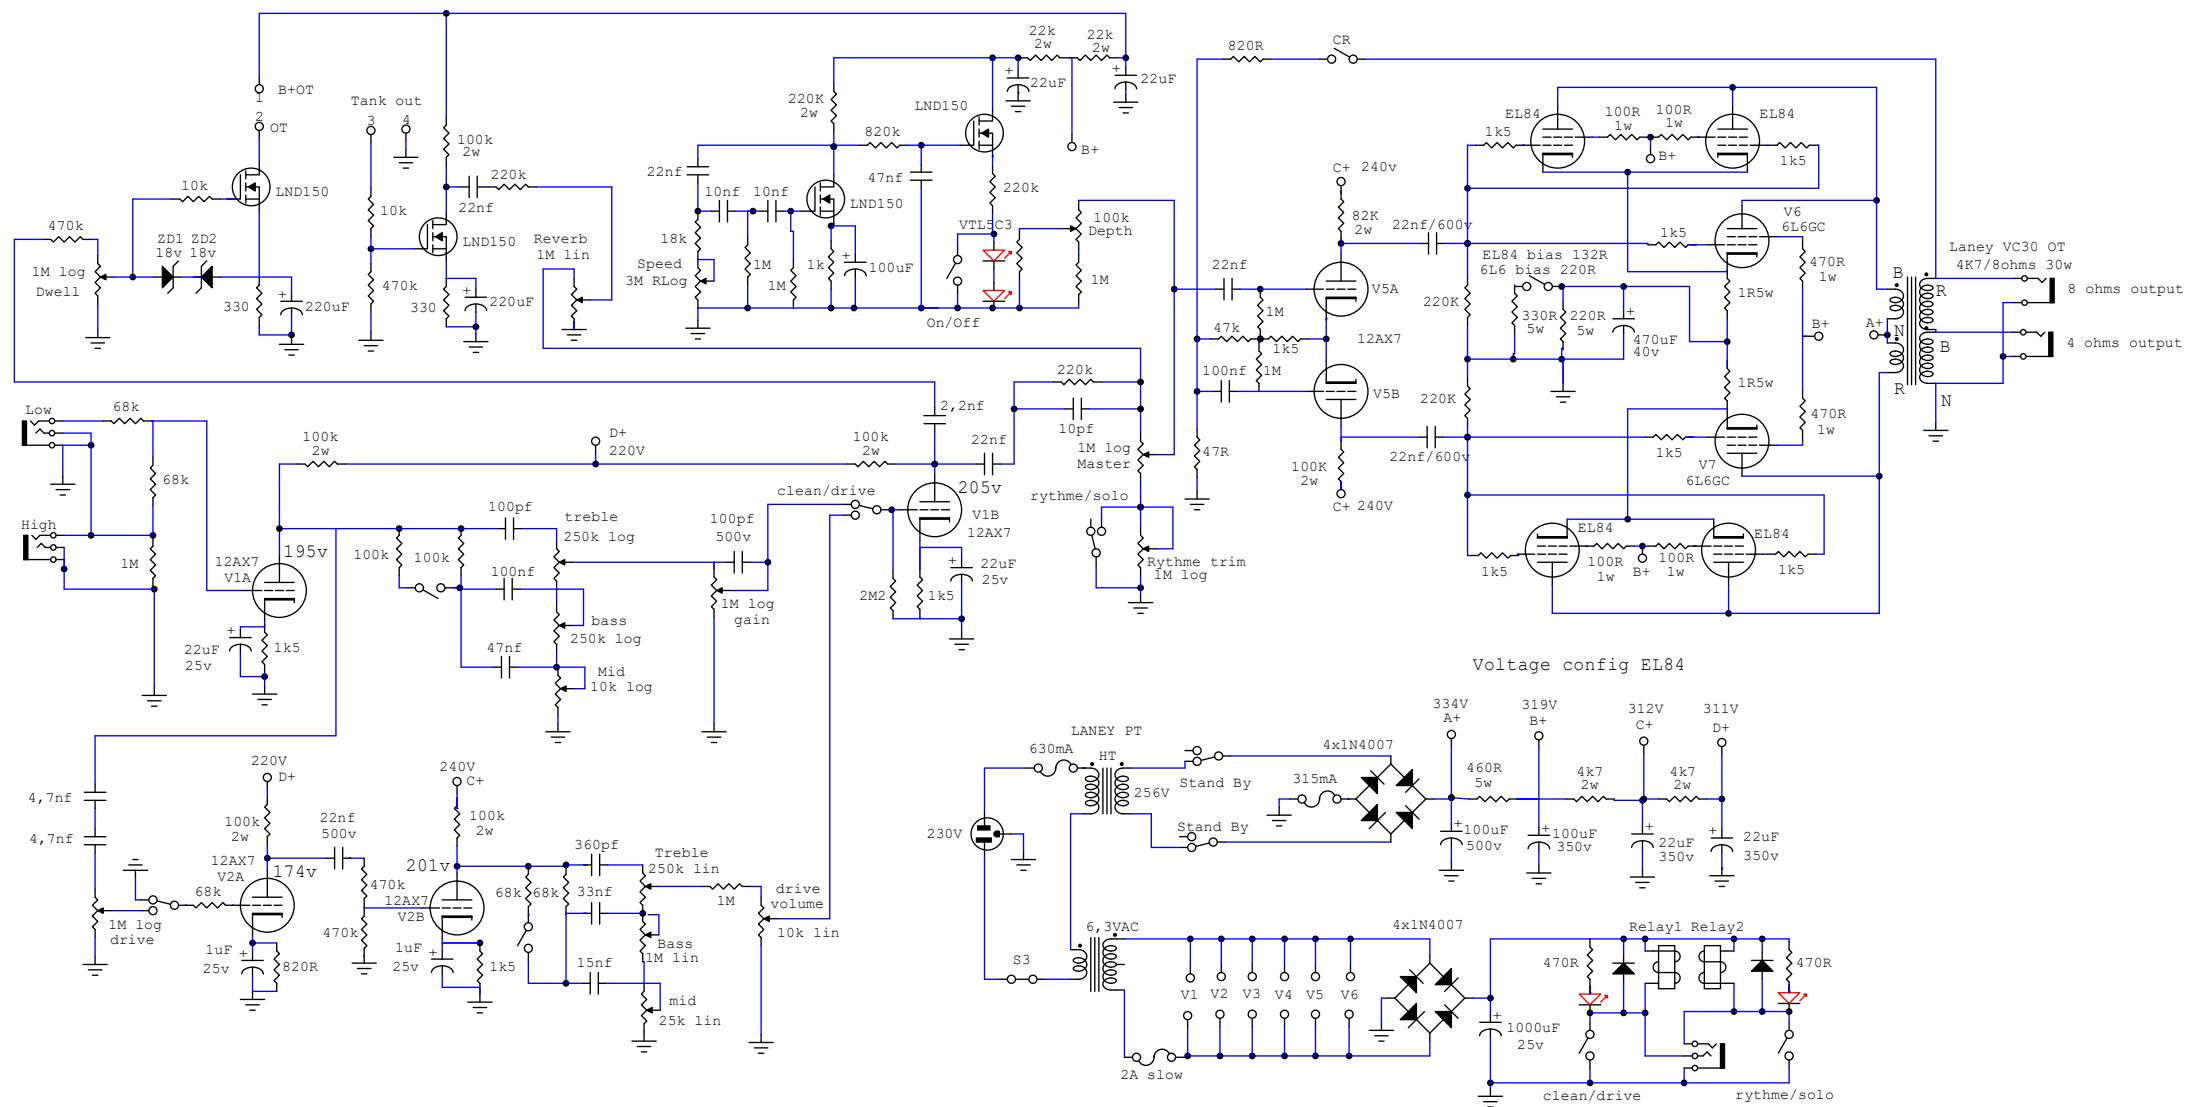 B+OT
1
2
OT
Tank out
3
4
100k
2w
10k
LND150
220k
22nf
470k
ZD1 ZD2
18v 18v
1M log
Dwell
330
220uF
10k
LND150
470k
330
220uF
Reverb
1M lin
22k
2w
22k
2w
22uF
22uF
220K
2w
LND150
820k
B+
22nf
10nf 10nf
LND150
47nf
220k
VTL5C3
100k
Depth
18k
Speed
3M RLog
1M
1M
1k
100uF
1M
On/Off
820R
CR
C+ 240v
82K
2w
22nf/600v
22nf
1M
V5A
47k
1k5
12AX7
100nf
1M
V5B
47R
100K
2w
C+ 240V
22nf/600v
220K
220K
EL84
100R
1w
100R
1w
EL84
1k5
B+
1k5
V6
6L6GC
1k5
EL84 bias 132R
6L6 bias 220R
330R
5w
220R
5w
470uF
40v
1R5w
470R
1w
B+
1R5w
470R
1w
1k5
V7
6L6GC
Laney VC30 OT
4K7/8ohms 30w
B
R
A+
N
B
R
N
8 ohms output
4 ohms output
EL84
EL84
1k5
100R
1w
B+
100R
1w
1k5
Low
68k
68k
High
1M
100k
2w
D+
220V
100k
2w
2,2nf
22nf
220k
10pf
1M log
Master
205v
V1B
12AX7
clean/drive
rythme/solo
Rythme trim
1M log
12AX7
V1A
195v
22uF
25v
1k5
100k
100k
100pf
treble
250k log
100nf
bass
250k log
47nf
Mid
10k log
100pf
500v
1M log
gain
2M2
1k5
22uF
25v
4,7nf
4,7nf
1M log
drive
68k
220V
D+
100k
2w
12AX7
V2A
174v
1uF
25v
820R
22nf
500v
470k
470k
240V
C+
100k
2w
201v
12AX7
V2B
1uF
25v
1k5
68k
68k
360pf
Treble
250k lin
33nf
Bass
1M lin
15nf
mid
25k lin
1M
drive
volume
10k lin
Voltage config EL84
LANEY PT
630mA
HT
256V
230V
Stand By
Stand By
4x1N4007
315mA
334V
A+
319V
B+
312V
C+
311V
D+
460R
5w
4k7
2w
4k7
2w
100uF
500v
100uF
350v
22uF
350v
22uF
350v
S3
6,3VAC
V1 V2 V3 V4 V5 V6
2A slow
4x1N4007
1000uF
25v
Relay1 Relay2
470R
470R
clean/drive
rythme/solo